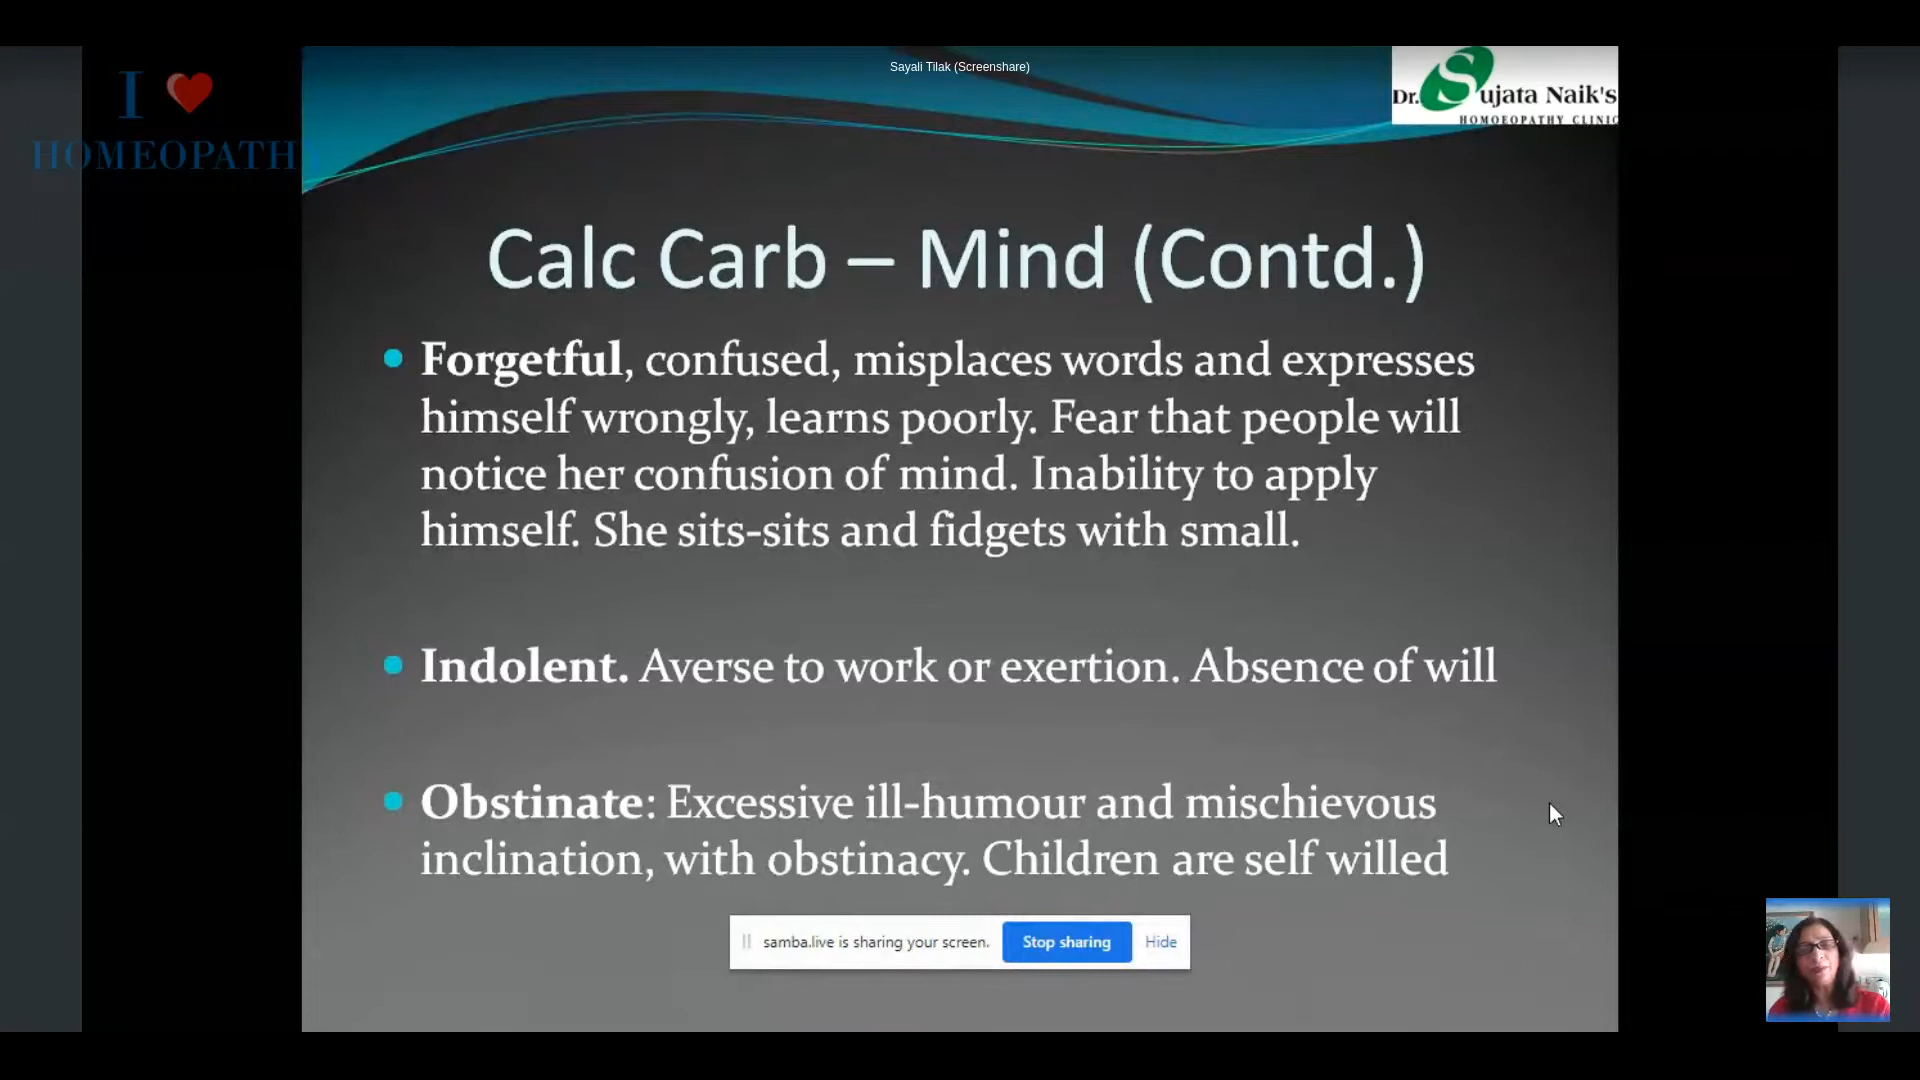 Sayali Tilak (Screenshare)
I
HOMEOPATHY
Dr. Sujata Naik's
HOMOEOPATHY CLINIC
Calc Carb – Mind (Contd.)
Forgetful, confused, misplaces words and expresses
himself wrongly, learns poorly. Fear that people will
notice her confusion of mind. Inability to apply
himself. She sits-sits and fidgets with small.
Indolent. Averse to work or exertion. Absence of will
Obstinate: Excessive ill-humour and mischievous
inclination, with obstinacy. Children are self willed
samba.live is sharing your screen. Stop sharing Hide